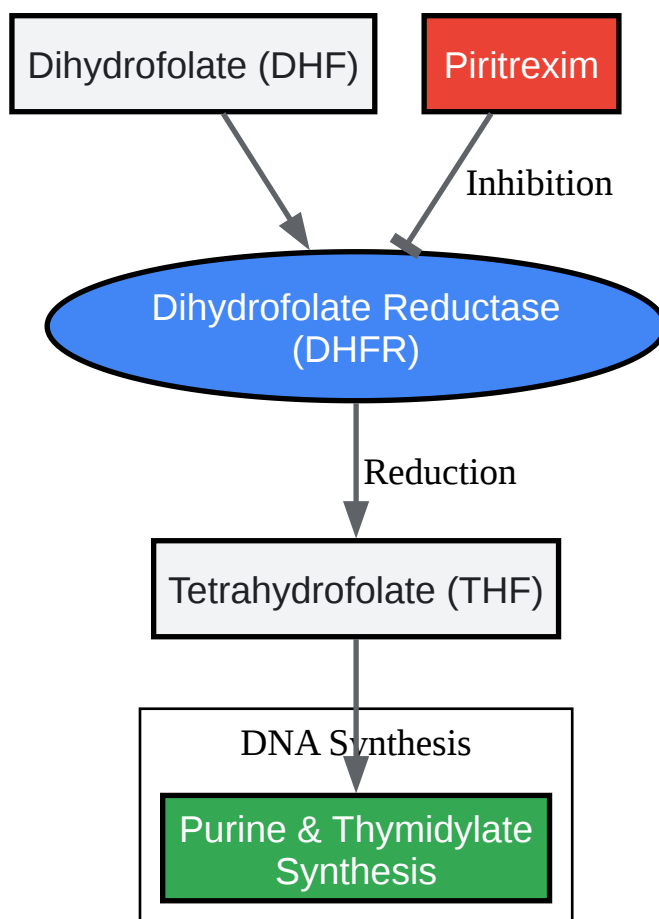 Dihydrofolate (DHF)
Piritrexim
Inhibition
Dihydrofolate Reductase
(DHFR)
Reduction
Tetrahydrofolate (THF)
DNA Synthesis
Purine & Thymidylate
Synthesis